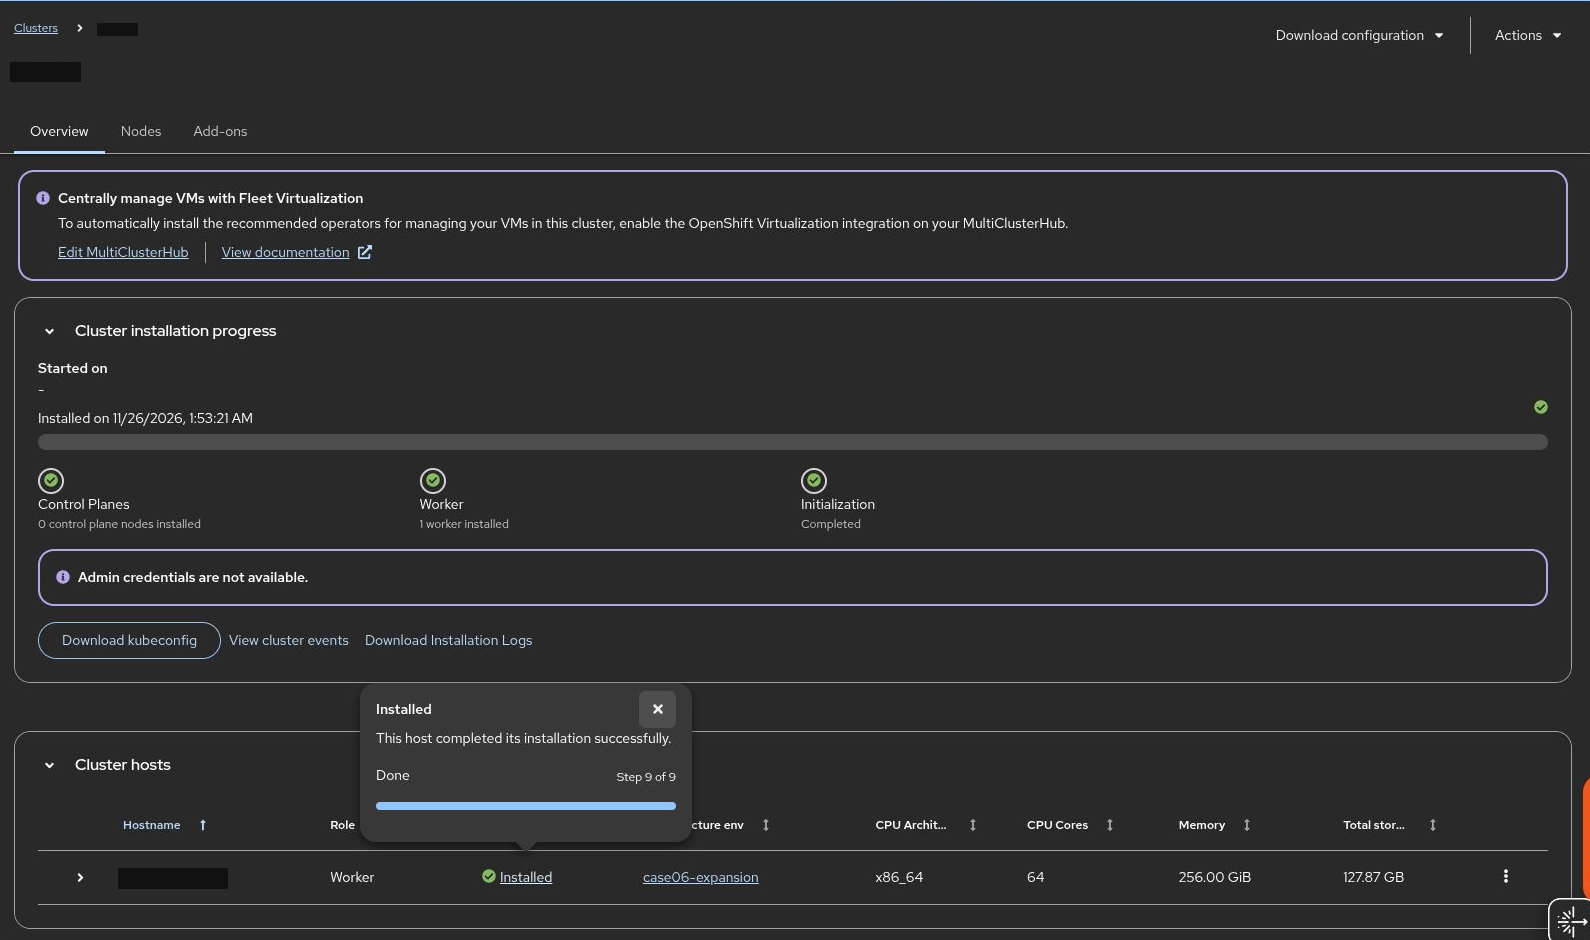 Clusters
Download configuration
Actions
Overview
Nodes
Add-ons
Centrally manage VMs with Fleet Virtualization
To automatically install the recommended operators for managing your VMs in this cluster, enable the OpenShift Virtualization integration on your MultiClusterHub.
Edit MultiClusterHub
View documentation
Cluster installation progress
Started on
-
Installed on 11/26/2026, 1:53:21 AM
Control Planes
0 control plane nodes installed
Worker
1 worker installed
Initialization
Completed
Admin credentials are not available.
Download kubeconfig
View cluster events
Download Installation Logs
Installed
This host completed its installation successfully.
Done
Step 9 of 9
Cluster hosts
Hostname
Role
cture env
CPU Archit...
CPU Cores
Memory
Total stor...
Worker
Installed
case06-expansion
x86_64
64
256.00 GiB
127.87 GB